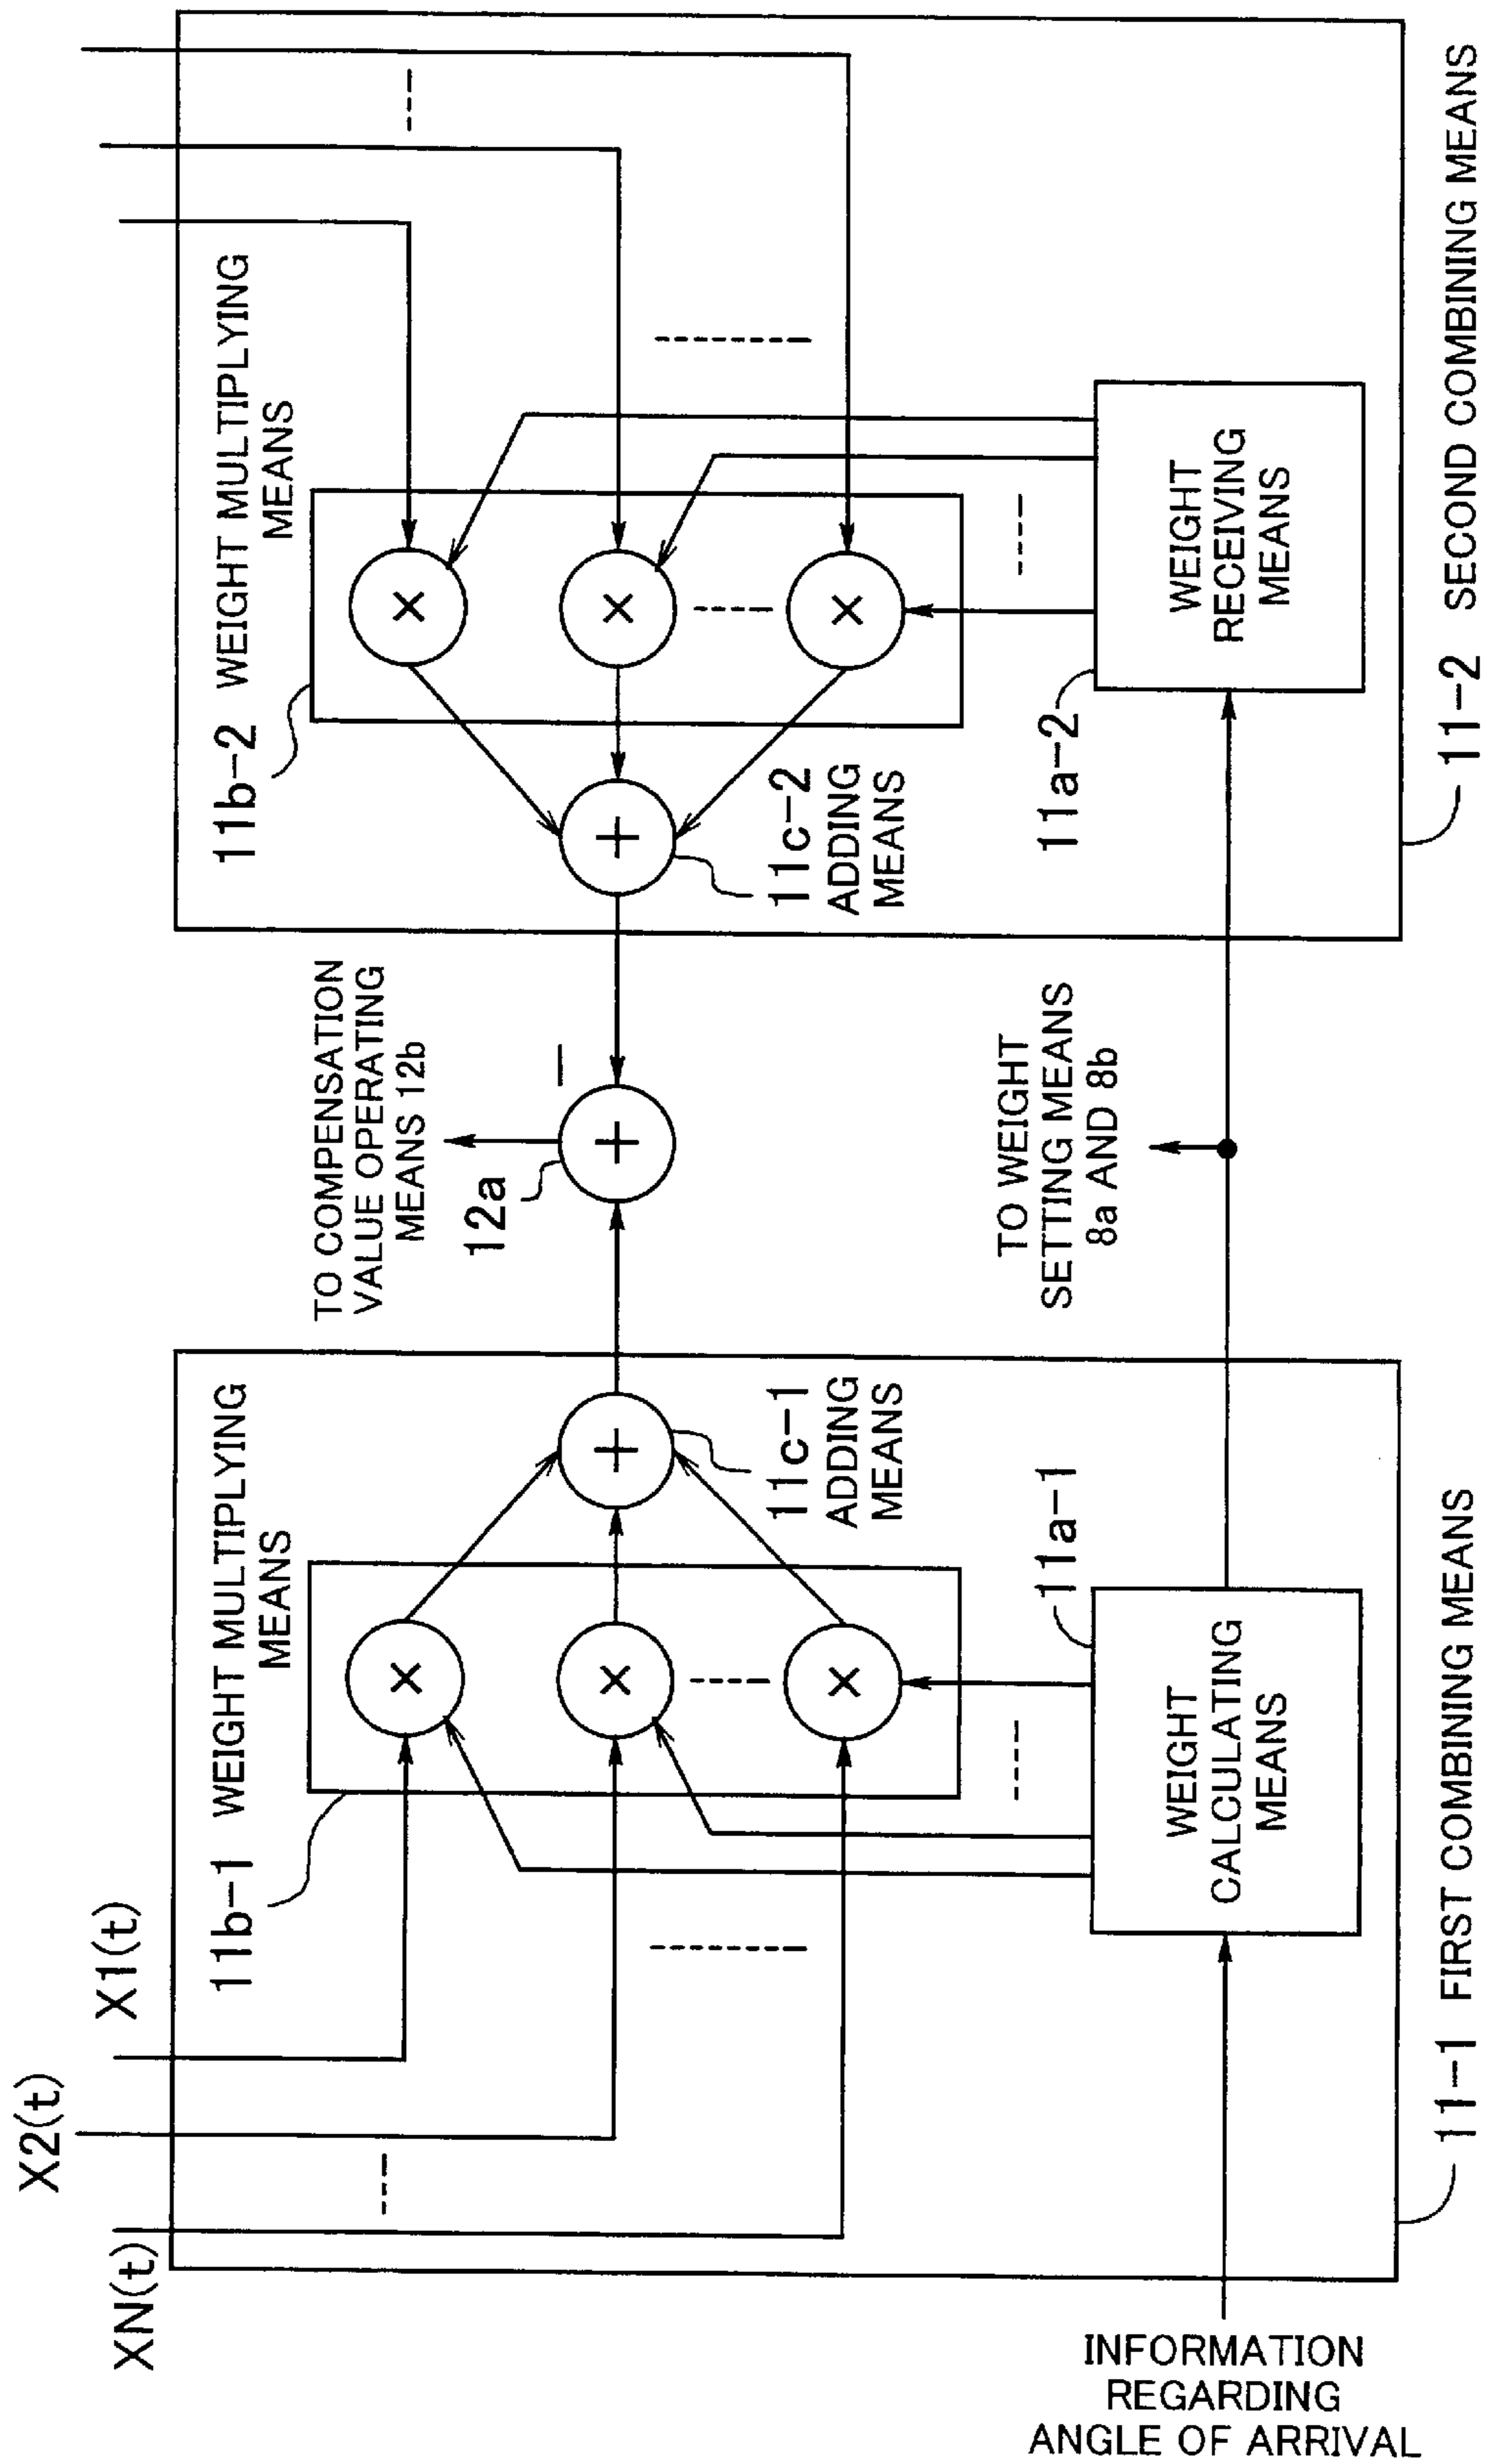 XN(t)
X2(t)
X1(t)
11b-1 WEIGHT MULTIPLYING
MEANS
11c-1
ADDING
MEANS
11a-1
WEIGHT
CALCULATING
MEANS
INFORMATION
REGARDING
ANGLE OF ARRIVAL
11-1 FIRST COMBINING MEANS
TO COMPENSATION
VALUE OPERATING
MEANS 12b
12a
TO WEIGHT
SETTING MEANS
8a AND 8b
11b-2 WEIGHT MULTIPLYING
MEANS
11c-2
ADDING
MEANS
11a-2
WEIGHT
RECEIVING
MEANS
11-2 SECOND COMBINING MEANS